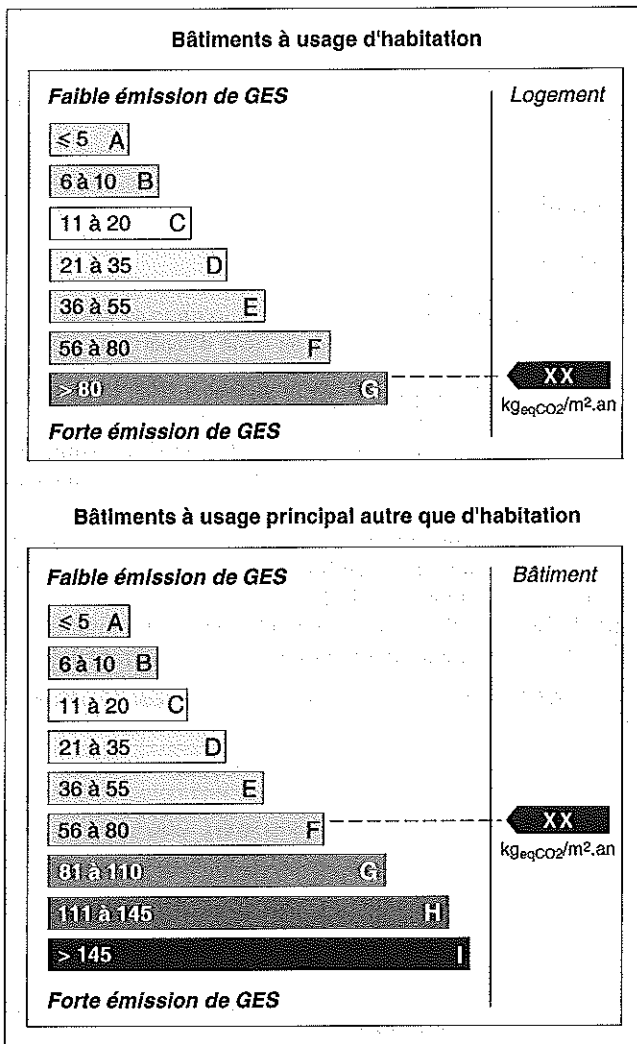 Bâtiments à usage d'habitation
Faible émission de GES
Logement
≤ 5 A
6 à 10 B
11 à 20 C
21 à 35 D
36 à 55 E
56 à 80 F
> 80 G
XX
kgeqCO2/m².an
Forte émission de GES
Bâtiments à usage principal autre que d'habitation
Faible émission de GES
Bâtiment
≤ 5 A
6 à 10 B
11 à 20 C
21 à 35 D
36 à 55 E
56 à 80 F
XX
kgeqCO2/m².an
81 à 110 G
111 à 145 H
> 145 I
Forte émission de GES